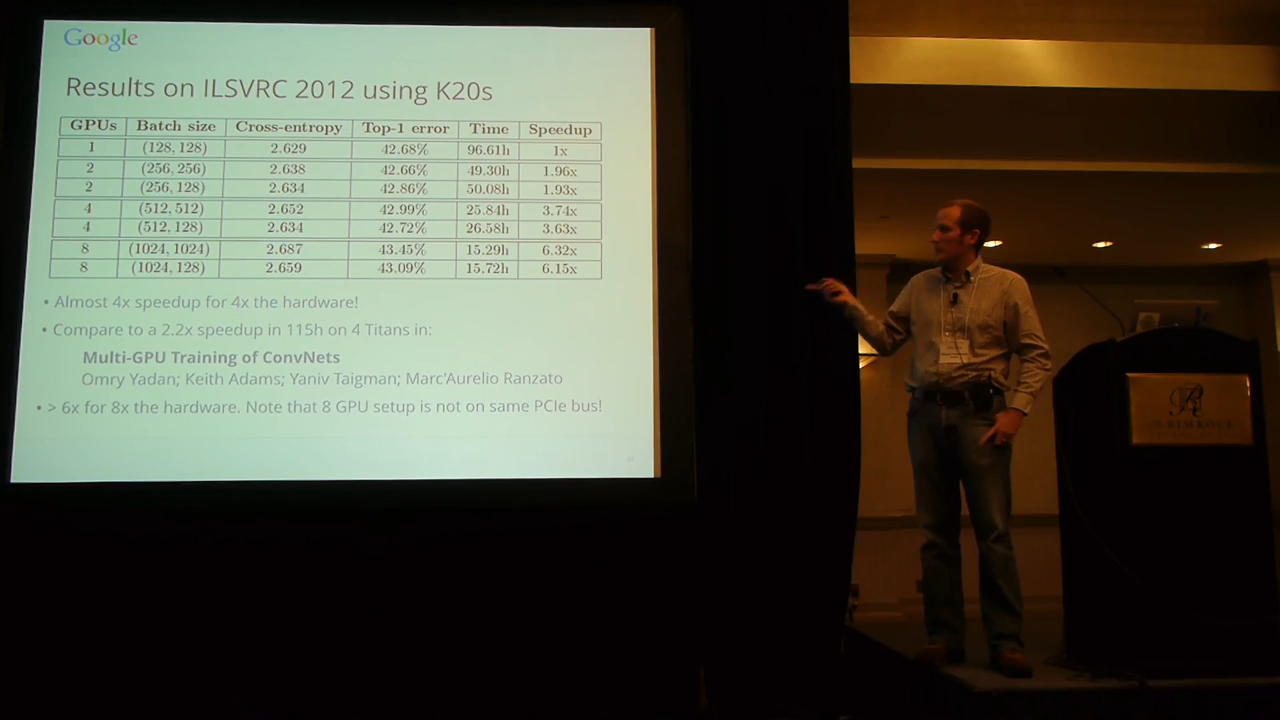 Google
Results on ILSVRC 2012 using K20s
GPUs Batch size Cross-entropy Top-1 error Time Speedup
1 (128, 128) 2.629 42.68% 96.61h 1x
2 (256, 256) 2.638 42.66% 49.30h 1.96x
2 (256, 128) 2.634 42.86% 50.08h 1.93x
4 (512, 512) 2.652 42.99% 25.84h 3.74x
4 (512, 128) 2.634 42.72% 26.58h 3.63x
8 (1024, 1024) 2.687 43.45% 15.29h 6.32x
8 (1024, 128) 2.659 43.09% 15.72h 6.15x
• Almost 4x speedup for 4x the hardware!
• Compare to a 2.2x speedup in 115h on 4 Titans in:
Multi-GPU Training of ConvNets
Omry Yadan; Keith Adams; Yaniv Taigman; Marc'Aurelio Ranzato
• > 6x for 8x the hardware. Note that 8 GPU setup is not on same PCIe bus!